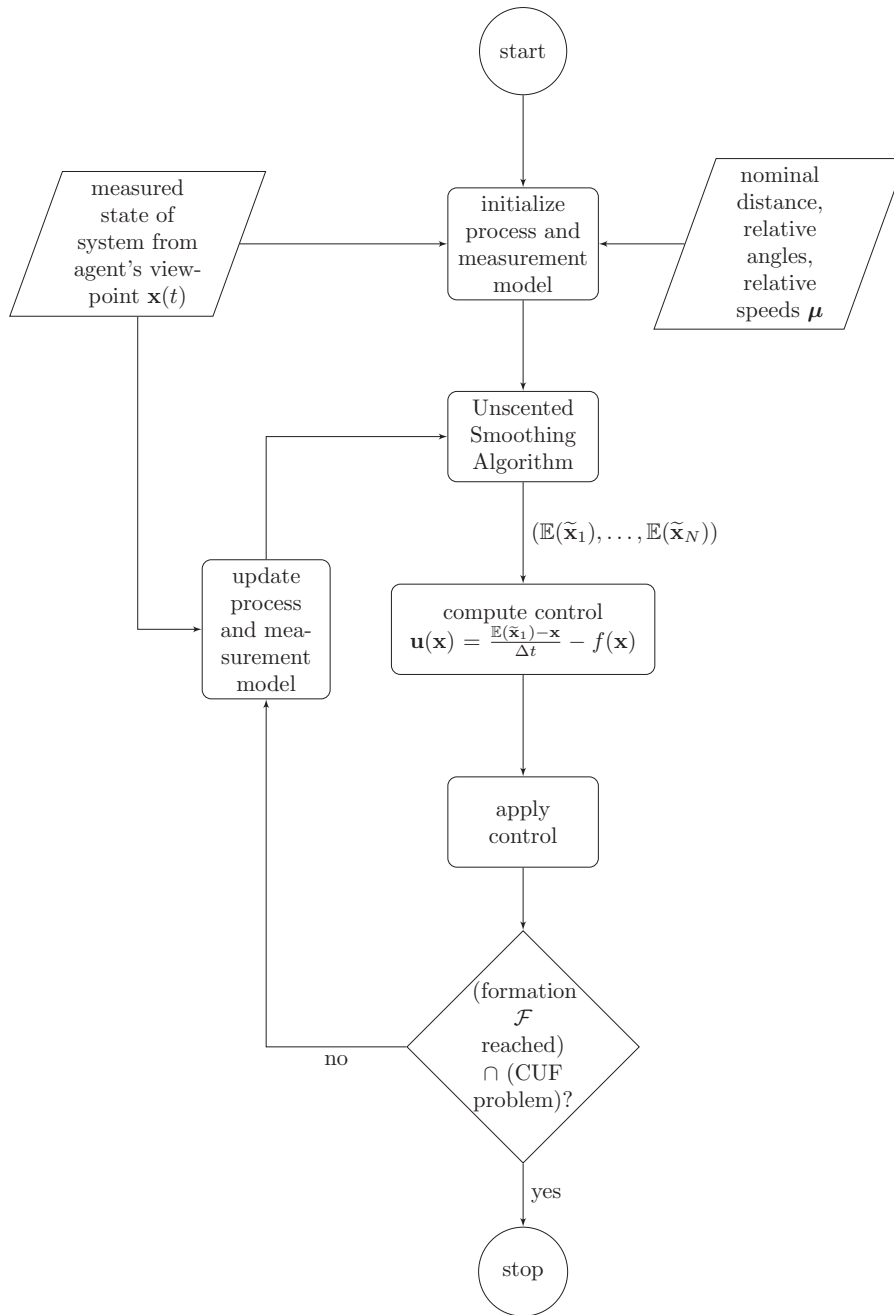 start
measured
state of
system from
agent's view-
point 𝐱(t)
initialize
process and
measurement
model
nominal
distance,
relative
angles,
relative
speeds 𝝁
Unscented
Smoothing
Algorithm
(𝔼(𝐱̃₁), . . . , 𝔼(𝐱̃_N))
update
process
and mea-
surement
model
compute control
𝐮(𝐱) = (𝔼(𝐱̃₁)−𝐱)/Δt − f(𝐱)
apply
control
(formation
ℱ
reached)
∩ (CUF
problem)?
no
yes
stop